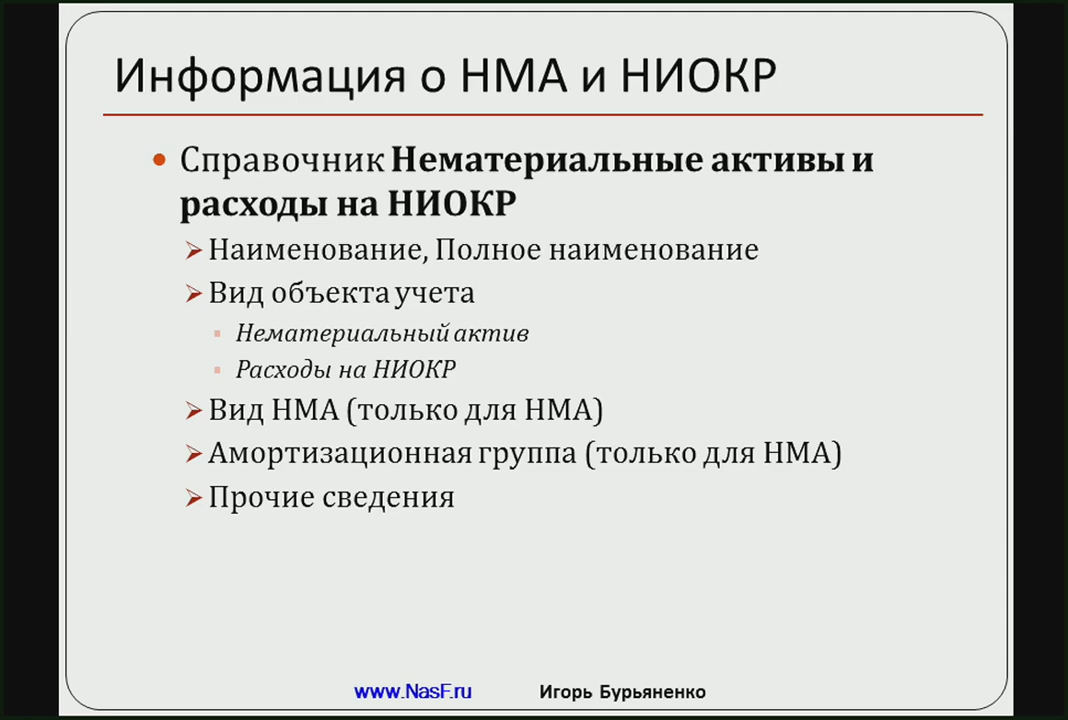 Информация о НМА и НИОКР
Справочник Нематериальные активы и
расходы на НИОКР
Наименование, Полное наименование
Вид объекта учета
Нематериальный актив
Расходы на НИОКР
Вид НМА (только для НМА)
Амортизационная группа (только для НМА)
Прочие сведения
www.NasF.ru Игорь Бурьяненко